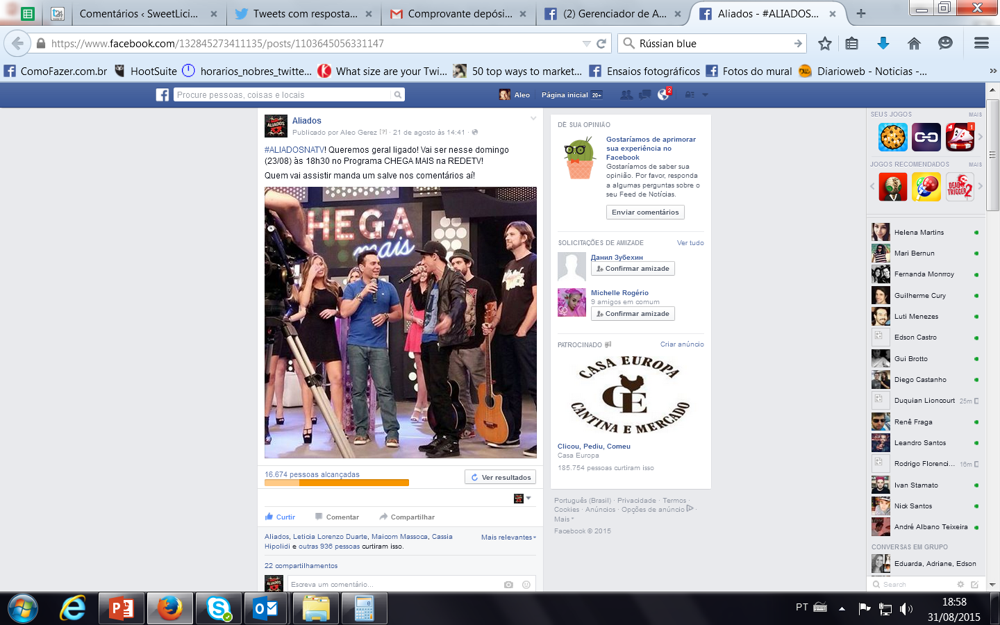 Comentários ‹ SweetLici...
Tweets com resposta...
Comprovante depósi...
(2) Gerenciador de A...
Aliados - #ALIADOS...
https://www.facebook.com/132845273411135/posts/1103645056331147
Rússian blue
ComoFazer.com.br
HootSuite
horarios_nobres_twitte...
What size are your Twi...
50 top ways to market...
Ensaios fotográficos
Fotos do mural
Diarioweb - Noticias -...
Procure pessoas, coisas e locais
Aleo
Página inicial 20+
2
Aliados
Publicado por Aleo Gerez [?] · 21 de agosto às 14:41 ·
#ALIADOSNATV! Queremos geral ligado! Vai ser nesse domingo
(23/08) às 18h30 no Programa CHEGA MAIS na REDETV!
Quem vai assistir manda um salve nos comentários aí!
CHEGA
mais
16.674 pessoas alcançadas
Ver resultados
Curtir
Comentar
Compartilhar
Aliados, Leticia Lorenzo Duarte, Maicom Massoca, Cassia
Hipolidi e outras 936 pessoas curtiram isso.
Mais relevantes
22 compartilhamentos
Escreva um comentário...
DÊ SUA OPINIÃO
Gostaríamos de aprimorar
sua experiência no
Facebook
Gostaríamos de saber sua
opinião. Por favor, responda
a algumas perguntas sobre o
seu Feed de Notícias.
Enviar comentários
SOLICITAÇÕES DE AMIZADE
Ver tudo
Данил Зубехин
Confirmar amizade
Michelle Rogério
9 amigos em comum
Confirmar amizade
PATROCINADO
Criar anúncio
CASA EUROPA
CE
CANTINA E MERCADO
Clicou, Pediu, Comeu
Casa Europa
185.754 pessoas curtiram isso
Português (Brasil) · Privacidade · Termos ·
Cookies · Anúncios · Opções de anúncio ·
Mais
Facebook © 2015
SEUS JOGOS
MAIS
1
JOGOS RECOMENDADOS
MAIS
DEAD
TRIGGER
2
Helena Martins
Mari Bernun
Fernanda Monrroy
Guilherme Cury
Luti Menezes
Edson Castro
Gui Brotto
Diego Castanho
Duquian Lioncourt 25m
Renê Fraga
Leandro Santos
Rodrigo Florenci... 16m
Ivan Stamato
Nick Santos
André Albano Teixeira
CONVERSAS EM GRUPO
Eduarda, Adriane, Edson
Search
PT
18:58
31/08/2015